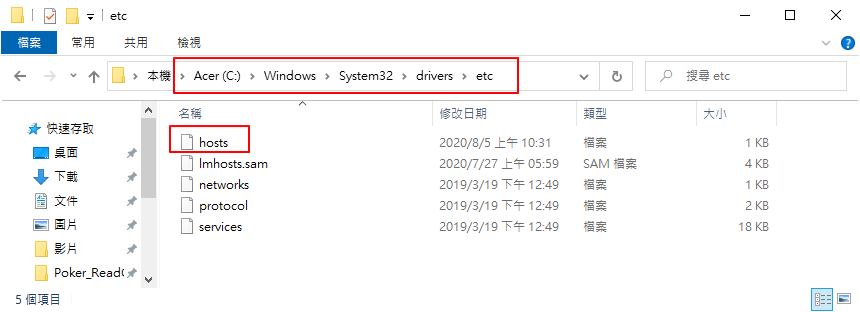 etc
檔案 常用 共用 檢視
本機 Acer (C:) Windows System32 drivers etc 搜尋 etc
名稱 修改日期 類型 大小
快速存取
桌面
下載
文件
圖片
影片
hosts 2020/8/5 上午 10:31 檔案 1 KB
lmhosts.sam 2020/7/27 上午 05:59 SAM 檔案 4 KB
networks 2019/3/19 下午 12:49 檔案 1 KB
protocol 2019/3/19 下午 12:49 檔案 2 KB
services 2019/3/19 下午 12:49 檔案 18 KB
5 個項目